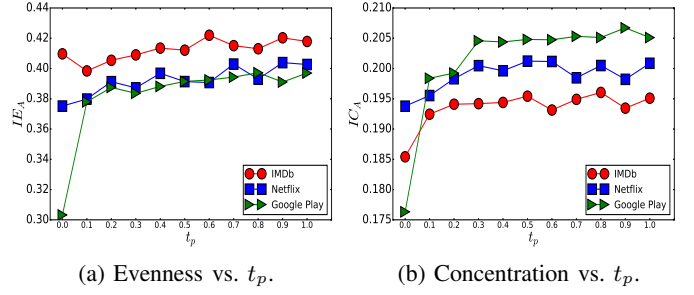 0.44
0.42
0.40
0.38
0.36
0.34
0.32
0.30
IE_A
0.0 0.1 0.2 0.3 0.4 0.5 0.6 0.7 0.8 0.9 1.0
t_p
IMDb
Netflix
Google Play
(a) Evenness vs. t_p.
0.210
0.205
0.200
0.195
0.190
0.185
0.180
0.175
IC_A
0.0 0.1 0.2 0.3 0.4 0.5 0.6 0.7 0.8 0.9 1.0
t_p
IMDb
Netflix
Google Play
(b) Concentration vs. t_p.